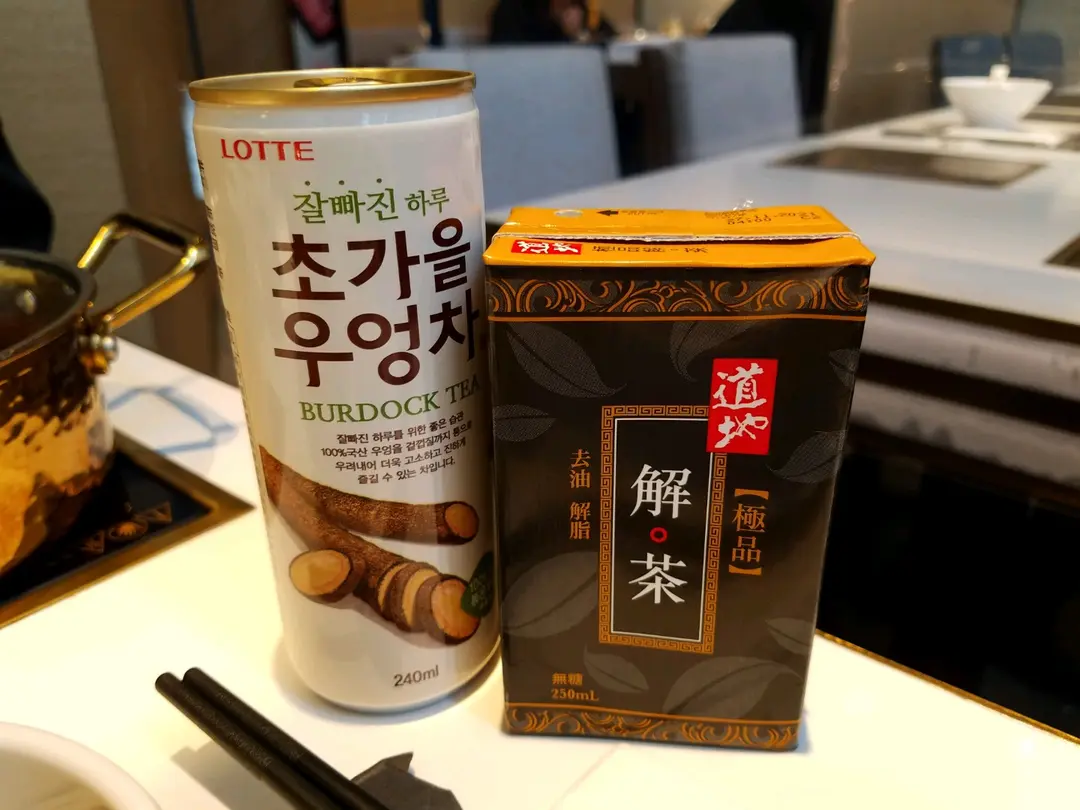 LOTTE
잘빠진 하루
초가을
우엉차
BURDOCK TEA
잘빠진 하루를 위한 좋은 습관
100%국산 우엉을 겉껍질까지 통으로
우려내어 더욱 고소하고 진하게
즐길 수 있는 차입니다.
240ml
道地
道地
【極品】
解
茶
去油 解脂
無糖
250mL